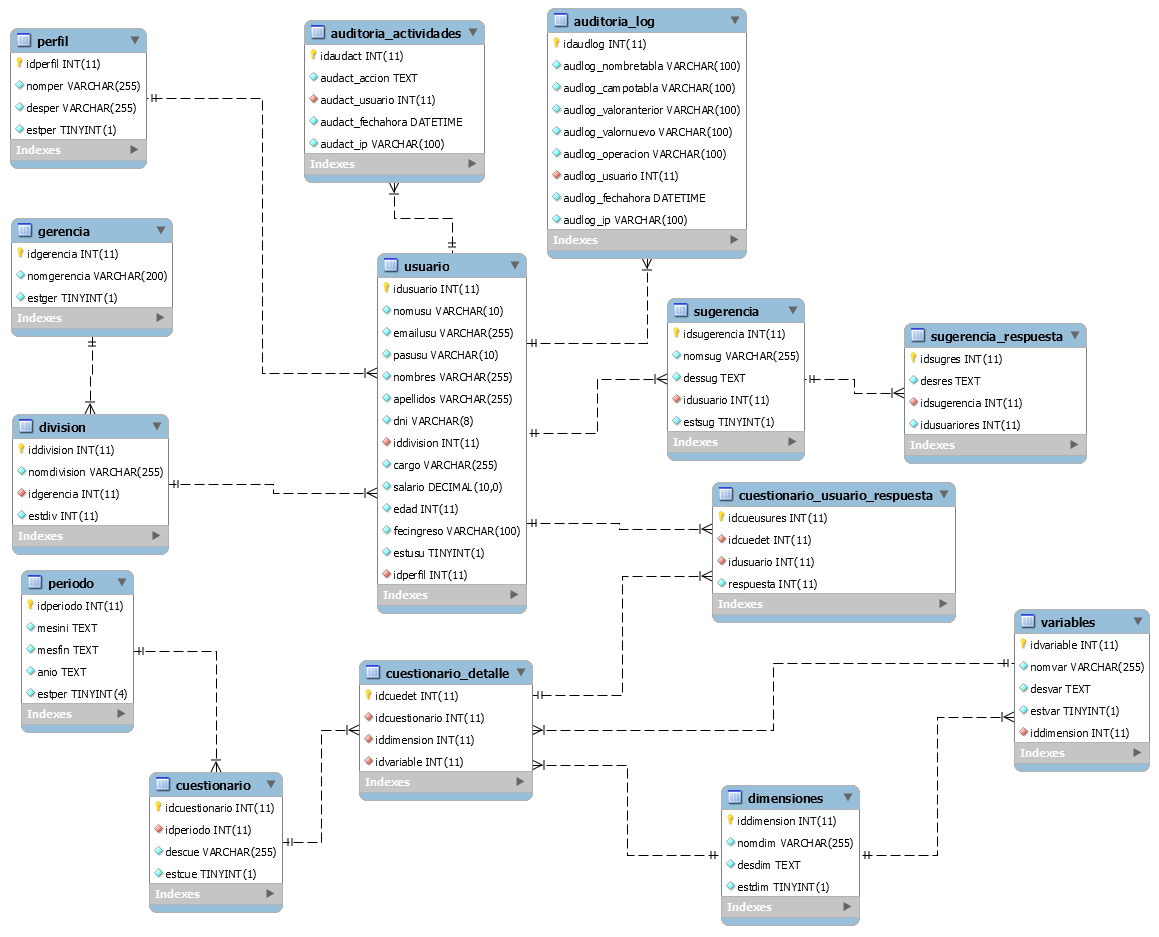 perfil
idperfil INT(11)
nomper VARCHAR(255)
desper VARCHAR(255)
estper TINYINT(1)
Indexes
auditoria_actividades
idaudact INT(11)
audact_accion TEXT
audact_usuario INT(11)
audact_fechahora DATETIME
audact_ip VARCHAR(100)
Indexes
auditoria_log
idaudlog INT(11)
audlog_nombretabla VARCHAR(100)
audlog_campotabla VARCHAR(100)
audlog_valoranterior VARCHAR(100)
audlog_valornuevo VARCHAR(100)
audlog_operacion VARCHAR(100)
audlog_usuario INT(11)
audlog_fechahora DATETIME
audlog_ip VARCHAR(100)
Indexes
gerencia
idgerencia INT(11)
nomgerencia VARCHAR(200)
estger TINYINT(1)
Indexes
usuario
idusuario INT(11)
nomusu VARCHAR(10)
emailusu VARCHAR(255)
pasusu VARCHAR(10)
nombres VARCHAR(255)
apellidos VARCHAR(255)
dni VARCHAR(8)
iddivision INT(11)
cargo VARCHAR(255)
salario DECIMAL(10,0)
edad INT(11)
fecingreso VARCHAR(100)
estusu TINYINT(1)
idperfil INT(11)
Indexes
sugerencia
idsugerencia INT(11)
nomsug VARCHAR(255)
dessug TEXT
idusuario INT(11)
estsug TINYINT(1)
Indexes
sugerencia_respuesta
idsugres INT(11)
desres TEXT
idsugerencia INT(11)
idusuariores INT(11)
Indexes
division
iddivision INT(11)
nomdivision VARCHAR(255)
idgerencia INT(11)
estdiv INT(11)
Indexes
cuestionario_usuario_respuesta
idcueusures INT(11)
idcuedet INT(11)
idusuario INT(11)
respuesta INT(11)
Indexes
periodo
idperiodo INT(11)
mesini TEXT
mesfin TEXT
anio TEXT
estper TINYINT(4)
Indexes
cuestionario_detalle
idcuedet INT(11)
idcuestionario INT(11)
iddimension INT(11)
idvariable INT(11)
Indexes
variables
idvariable INT(11)
nomvar VARCHAR(255)
desvar TEXT
estvar TINYINT(1)
iddimension INT(11)
Indexes
cuestionario
idcuestionario INT(11)
idperiodo INT(11)
descue VARCHAR(255)
estcue TINYINT(1)
Indexes
dimensiones
iddimension INT(11)
nomdim VARCHAR(255)
desdim TEXT
estdim TINYINT(1)
Indexes